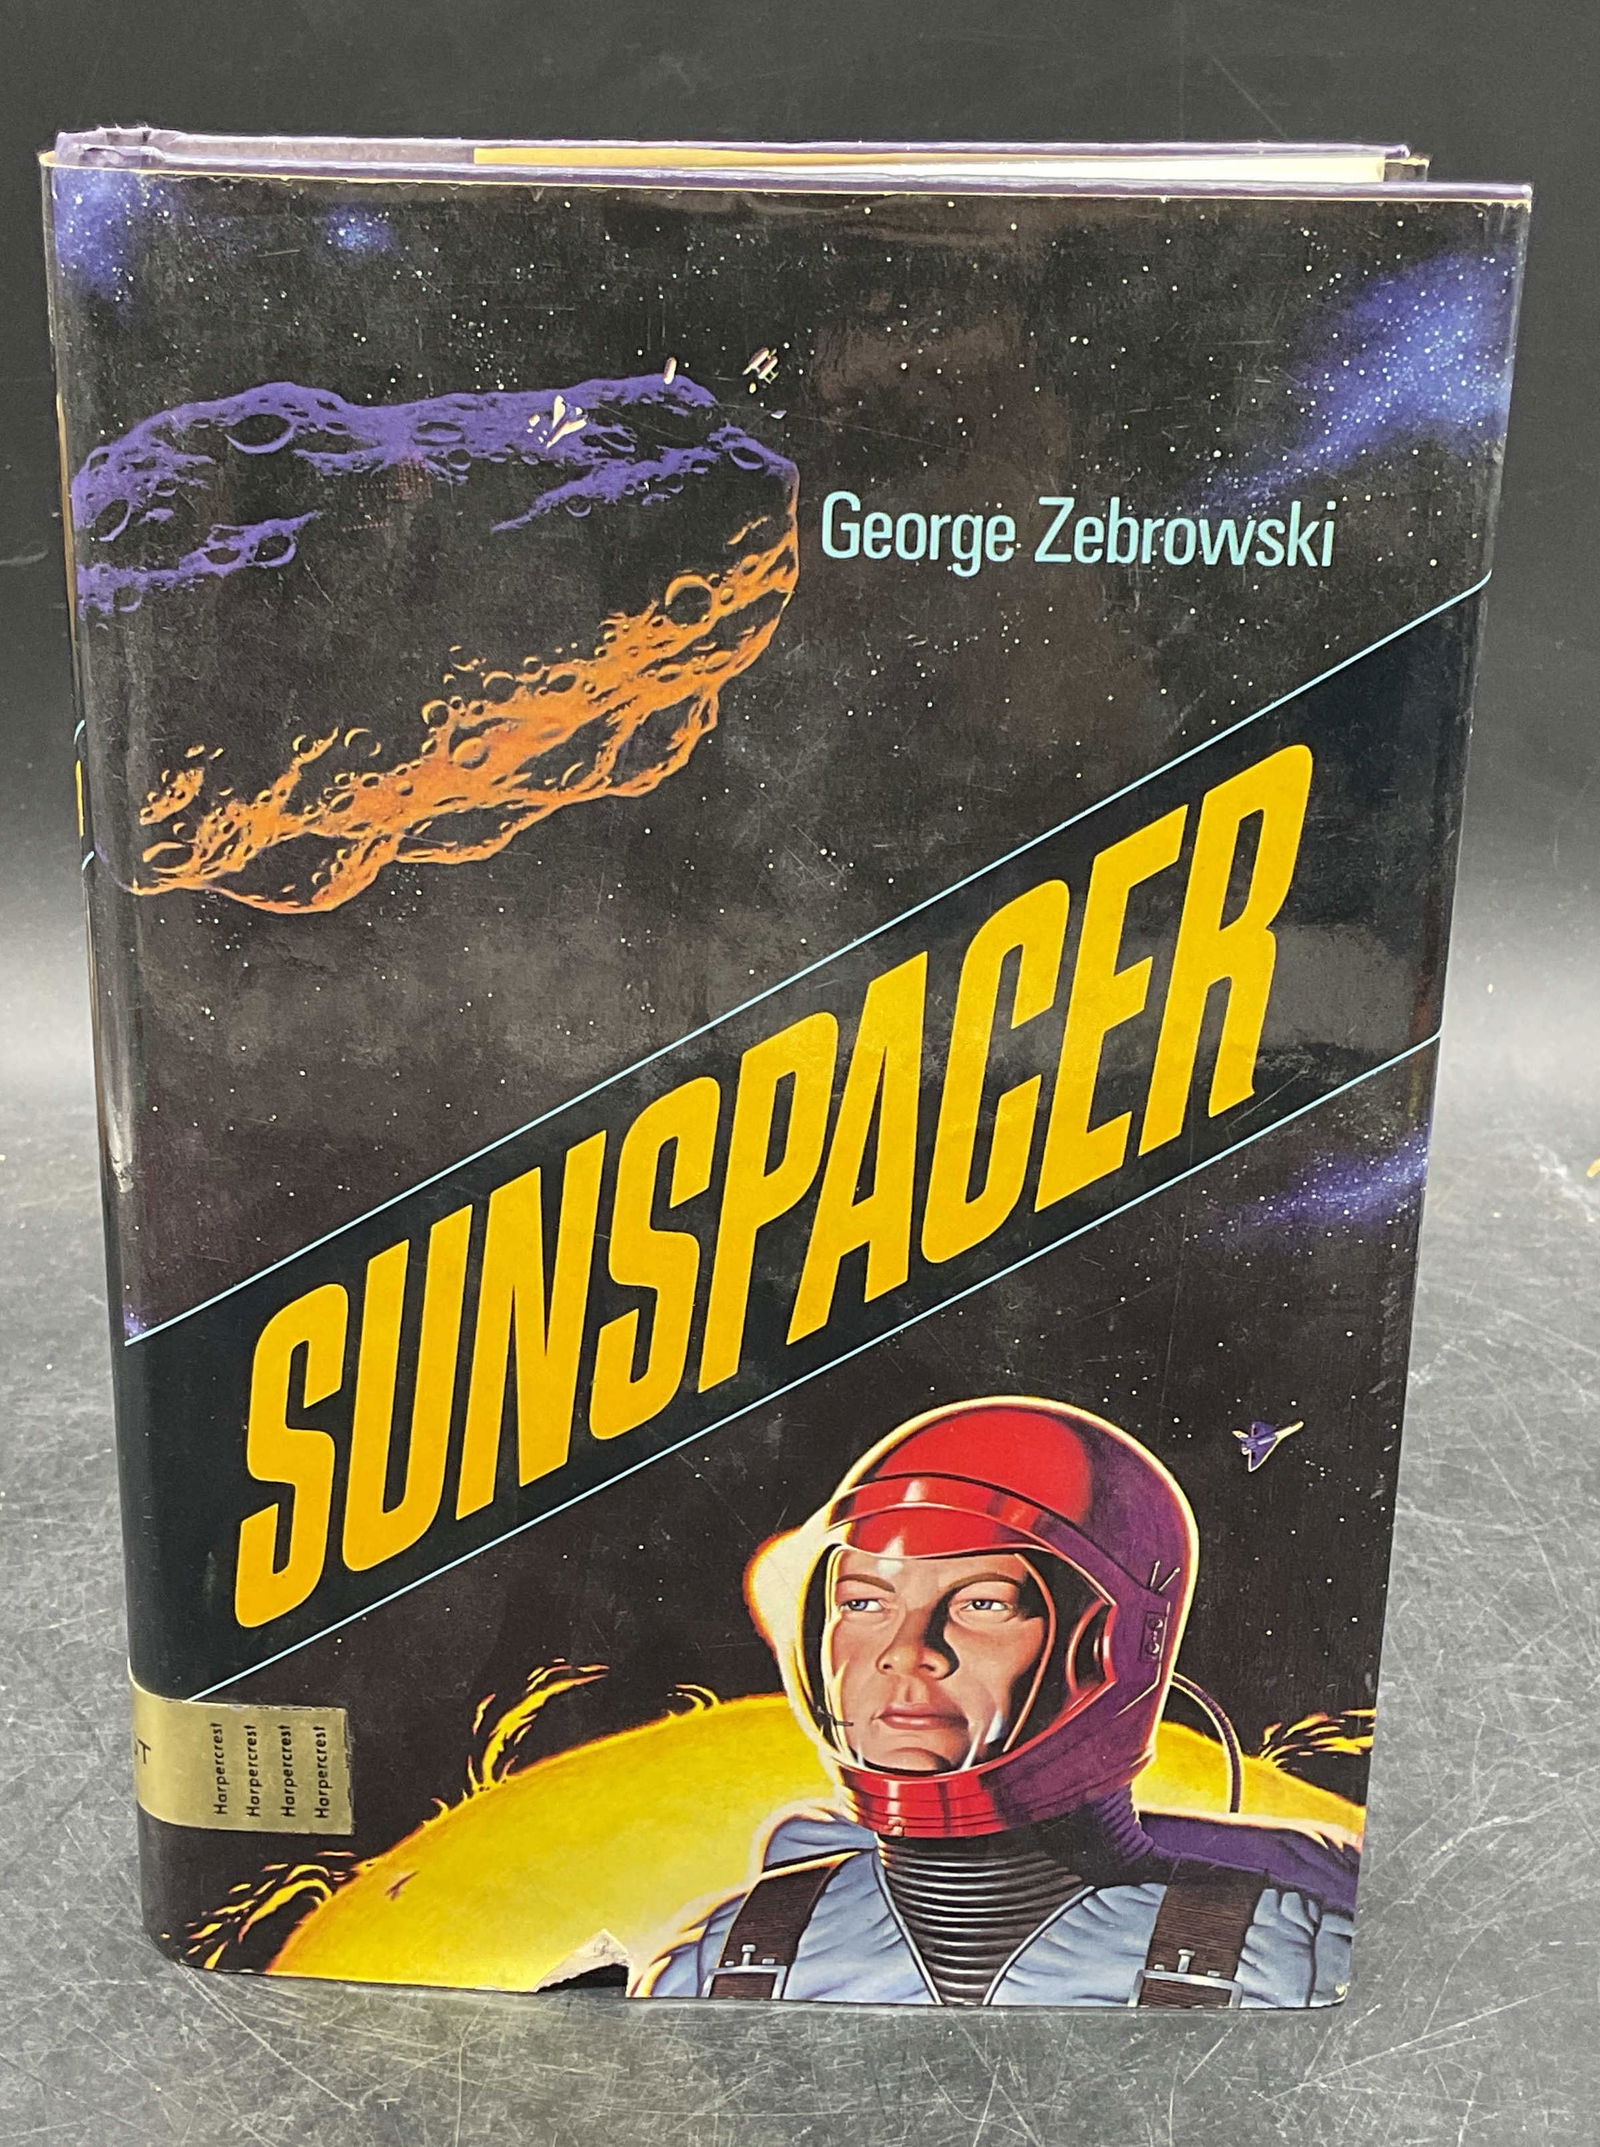 George Zebrowski
SUNSPACER
Harpercrest
Harpercrest
Harpercrest
Harpercrest